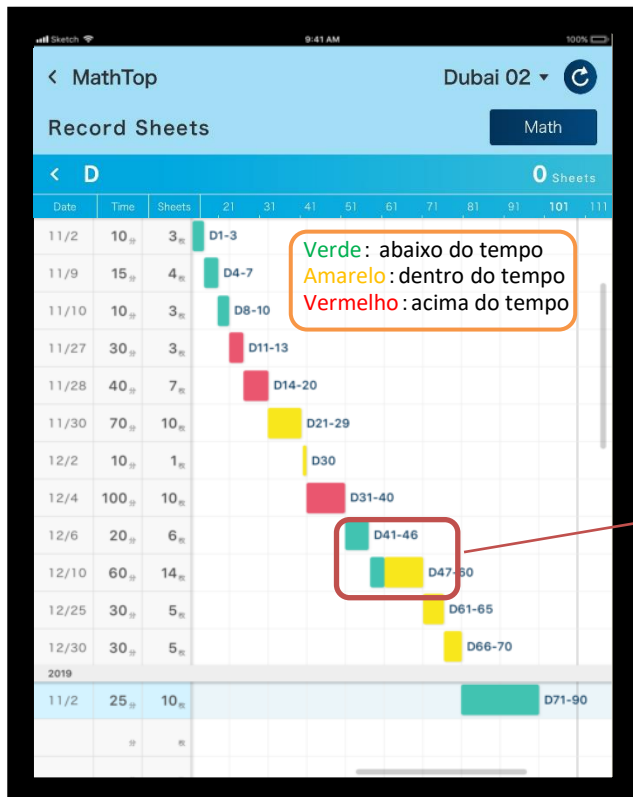 Sketch 9:41 AM 100%
< MathTop Dubai 02 ▾
Record Sheets Math
< D 0 Sheets
Date Time Sheets 21 31 41 51 61 71 81 91 101 111
11/2 10分 3枚 D1-3
11/9 15分 4枚 D4-7
11/10 10分 3枚 D8-10
11/27 30分 3枚 D11-13
11/28 40分 7枚 D14-20
11/30 70分 10枚 D21-29
12/2 10分 1枚 D30
12/4 100分 10枚 D31-40
12/6 20分 6枚 D41-46
12/10 60分 14枚 D47-60
12/25 30分 5枚 D61-65
12/30 30分 5枚 D66-70
2019
11/2 25分 10枚 D71-90
分 枚
Verde: abaixo do tempo
Amarelo: dentro do tempo
Vermelho: acima do tempo